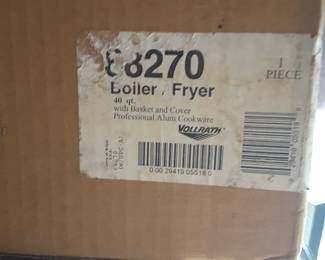 68270
Boiler / Fryer
40 qt.
with Basket and Cover
Professional Alum Cookware
VOLLRATH
0 00 29419 05518 0
1
PIECE